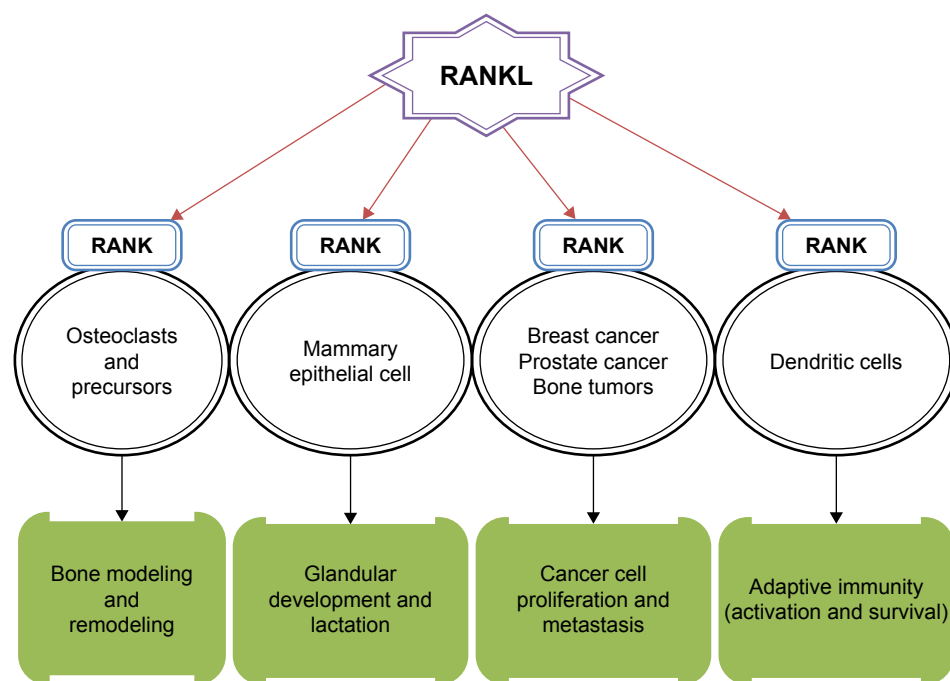 RANKL
RANK
RANK
RANK
RANK
Osteoclasts
and
precursors
Mammary
epithelial cell
Breast cancer
Prostate cancer
Bone tumors
Dendritic cells
Bone modeling
and
remodeling
Glandular
development and
lactation
Cancer cell
proliferation and
metastasis
Adaptive immunity
(activation and survival)